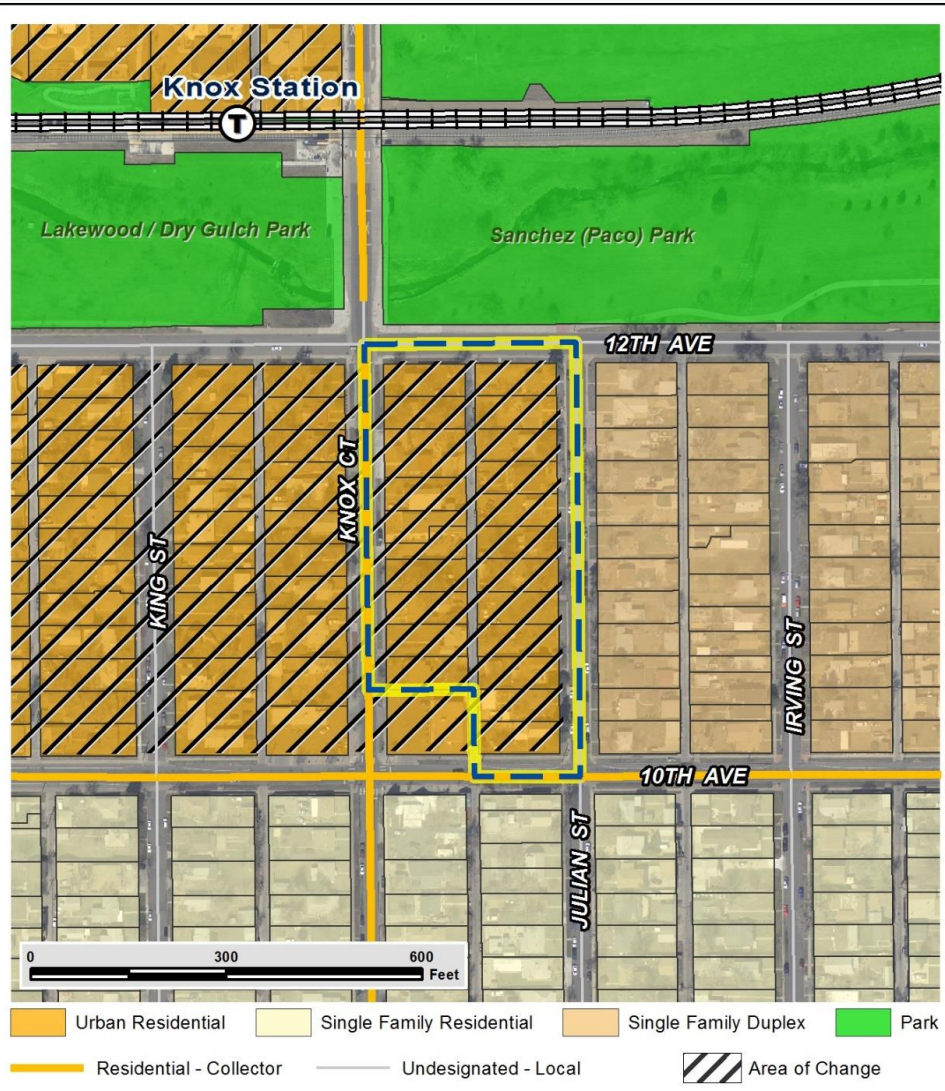 Knox Station
T
Lakewood / Dry Gulch Park
Sanchez (Paco) Park
12TH AVE
KNOX CT
KING ST
IRVING ST
10TH AVE
JULIAN ST
0 300 600
Feet
Urban Residential Single Family Residential Single Family Duplex Park
Residential - Collector Undesignated - Local Area of Change